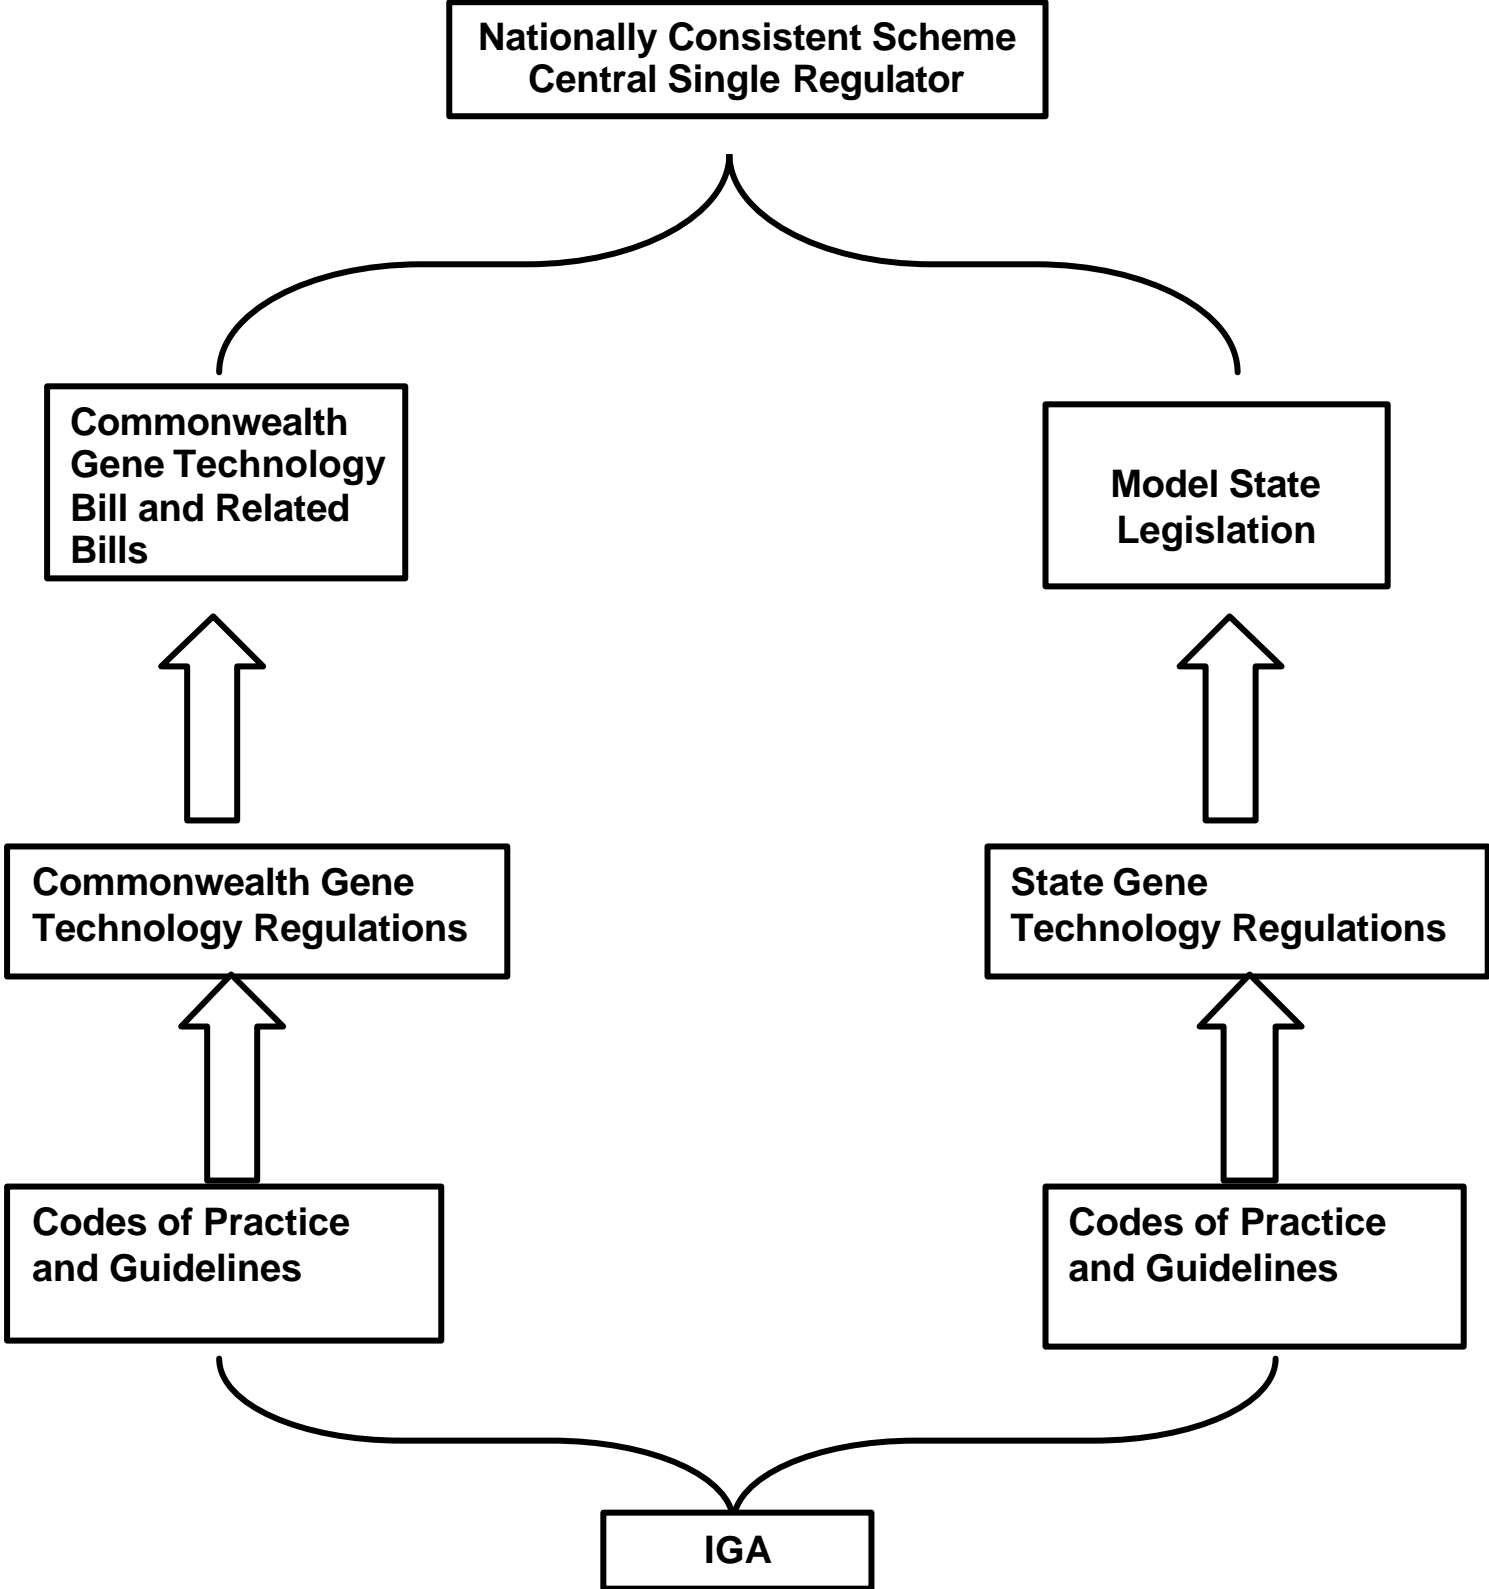 Nationally Consistent Scheme
Central Single Regulator
Commonwealth
Gene Technology
Bill and Related
Bills
Model State
Legislation
Commonwealth Gene
Technology Regulations
State Gene
Technology Regulations
Codes of Practice
and Guidelines
Codes of Practice
and Guidelines
IGA